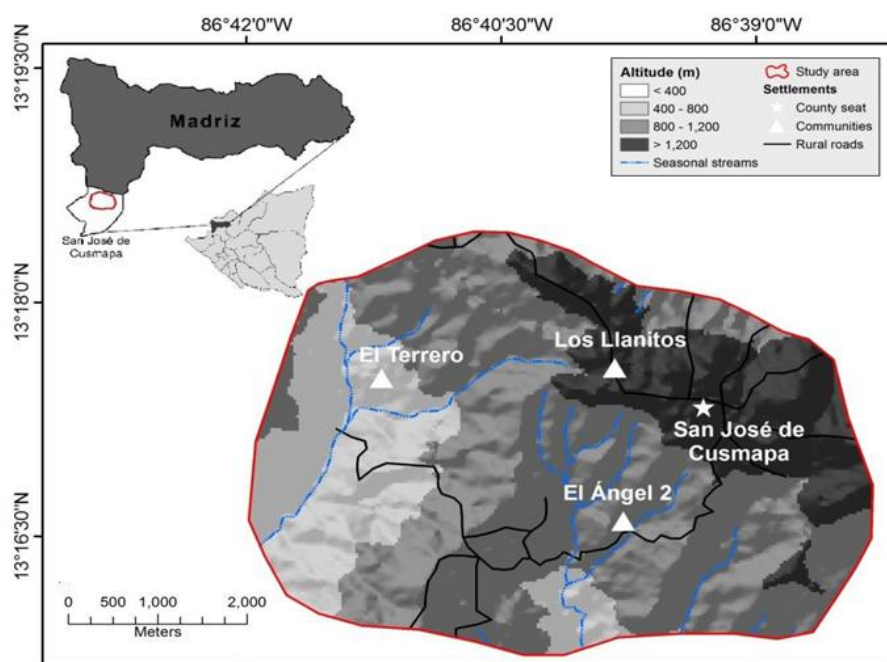 86°42'0"N
86°40'30"N
86°39'0"N
13°19'30"N
13°18'0"N
13°16'30"N
Madriz
San José de
Cusmapa
Altitude (m)
< 400
400 - 800
800 - 1,200
> 1,200
Seasonal streams
Study area
Settlements
County seat
Communities
Rural roads
El Terrero
Los Llanitos
San José de
Cusmapa
El Ángel 2
0 500 1,000 2,000
Meters